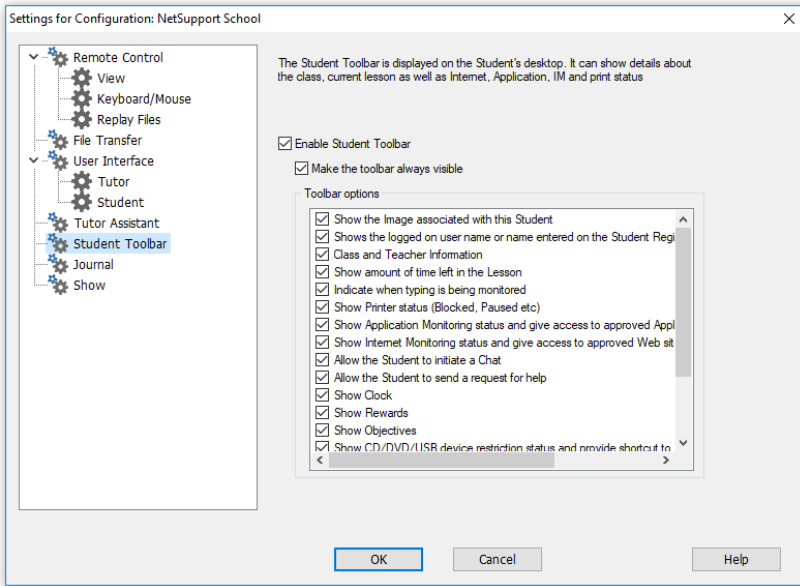 Settings for Configuration: NetSupport School
Remote Control
View
Keyboard/Mouse
Replay Files
File Transfer
User Interface
Tutor
Student
Tutor Assistant
Student Toolbar
Journal
Show
The Student Toolbar is displayed on the Student's desktop. It can show details about
the class, current lesson as well as Internet, Application, IM and print status
Enable Student Toolbar
Make the toolbar always visible
Toolbar options
Show the Image associated with this Student
Shows the logged on user name or name entered on the Student Regi
Class and Teacher Information
Show amount of time left in the Lesson
Indicate when typing is being monitored
Show Printer status (Blocked, Paused etc)
Show Application Monitoring status and give access to approved Appl
Show Internet Monitoring status and give access to approved Web sit
Allow the Student to initiate a Chat
Allow the Student to send a request for help
Show Clock
Show Rewards
Show Objectives
Show CD/DVD/USB device restriction status and provide shortcut to
OK
Cancel
Help